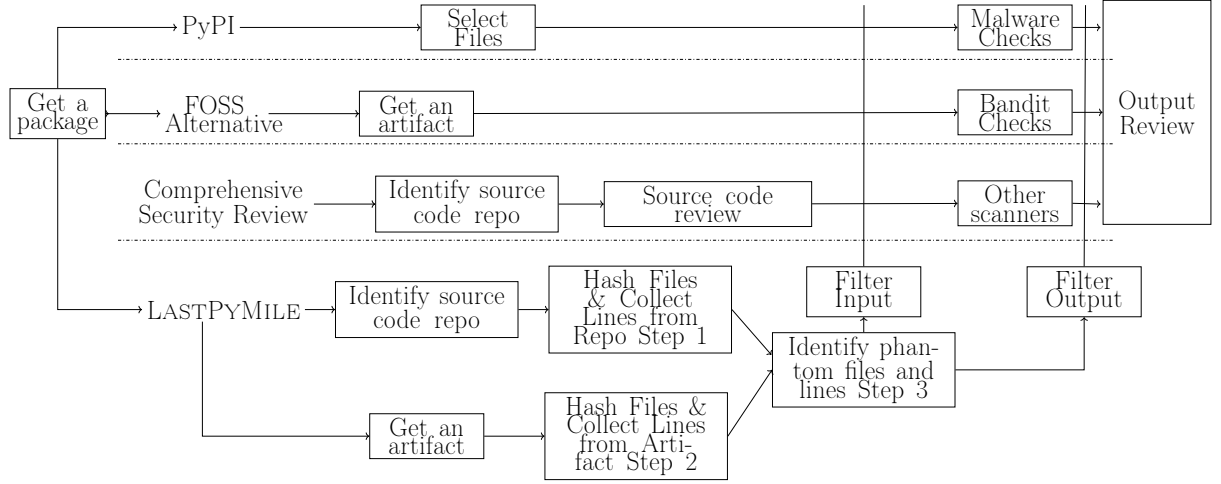 PyPI
Select
Files
Malware
Checks
Get a
package
FOSS
Alternative
Get an
artifact
Bandit
Checks
Output
Review
Comprehensive
Security Review
Identify source
code repo
Source code
review
Other
scanners
LASTPYMILE
Identify source
code repo
Hash Files
& Collect
Lines from
Repo Step 1
Filter
Input
Filter
Output
Identify phan-
tom files and
lines Step 3
Get an
artifact
Hash Files &
Collect Lines
from Arti-
fact Step 2